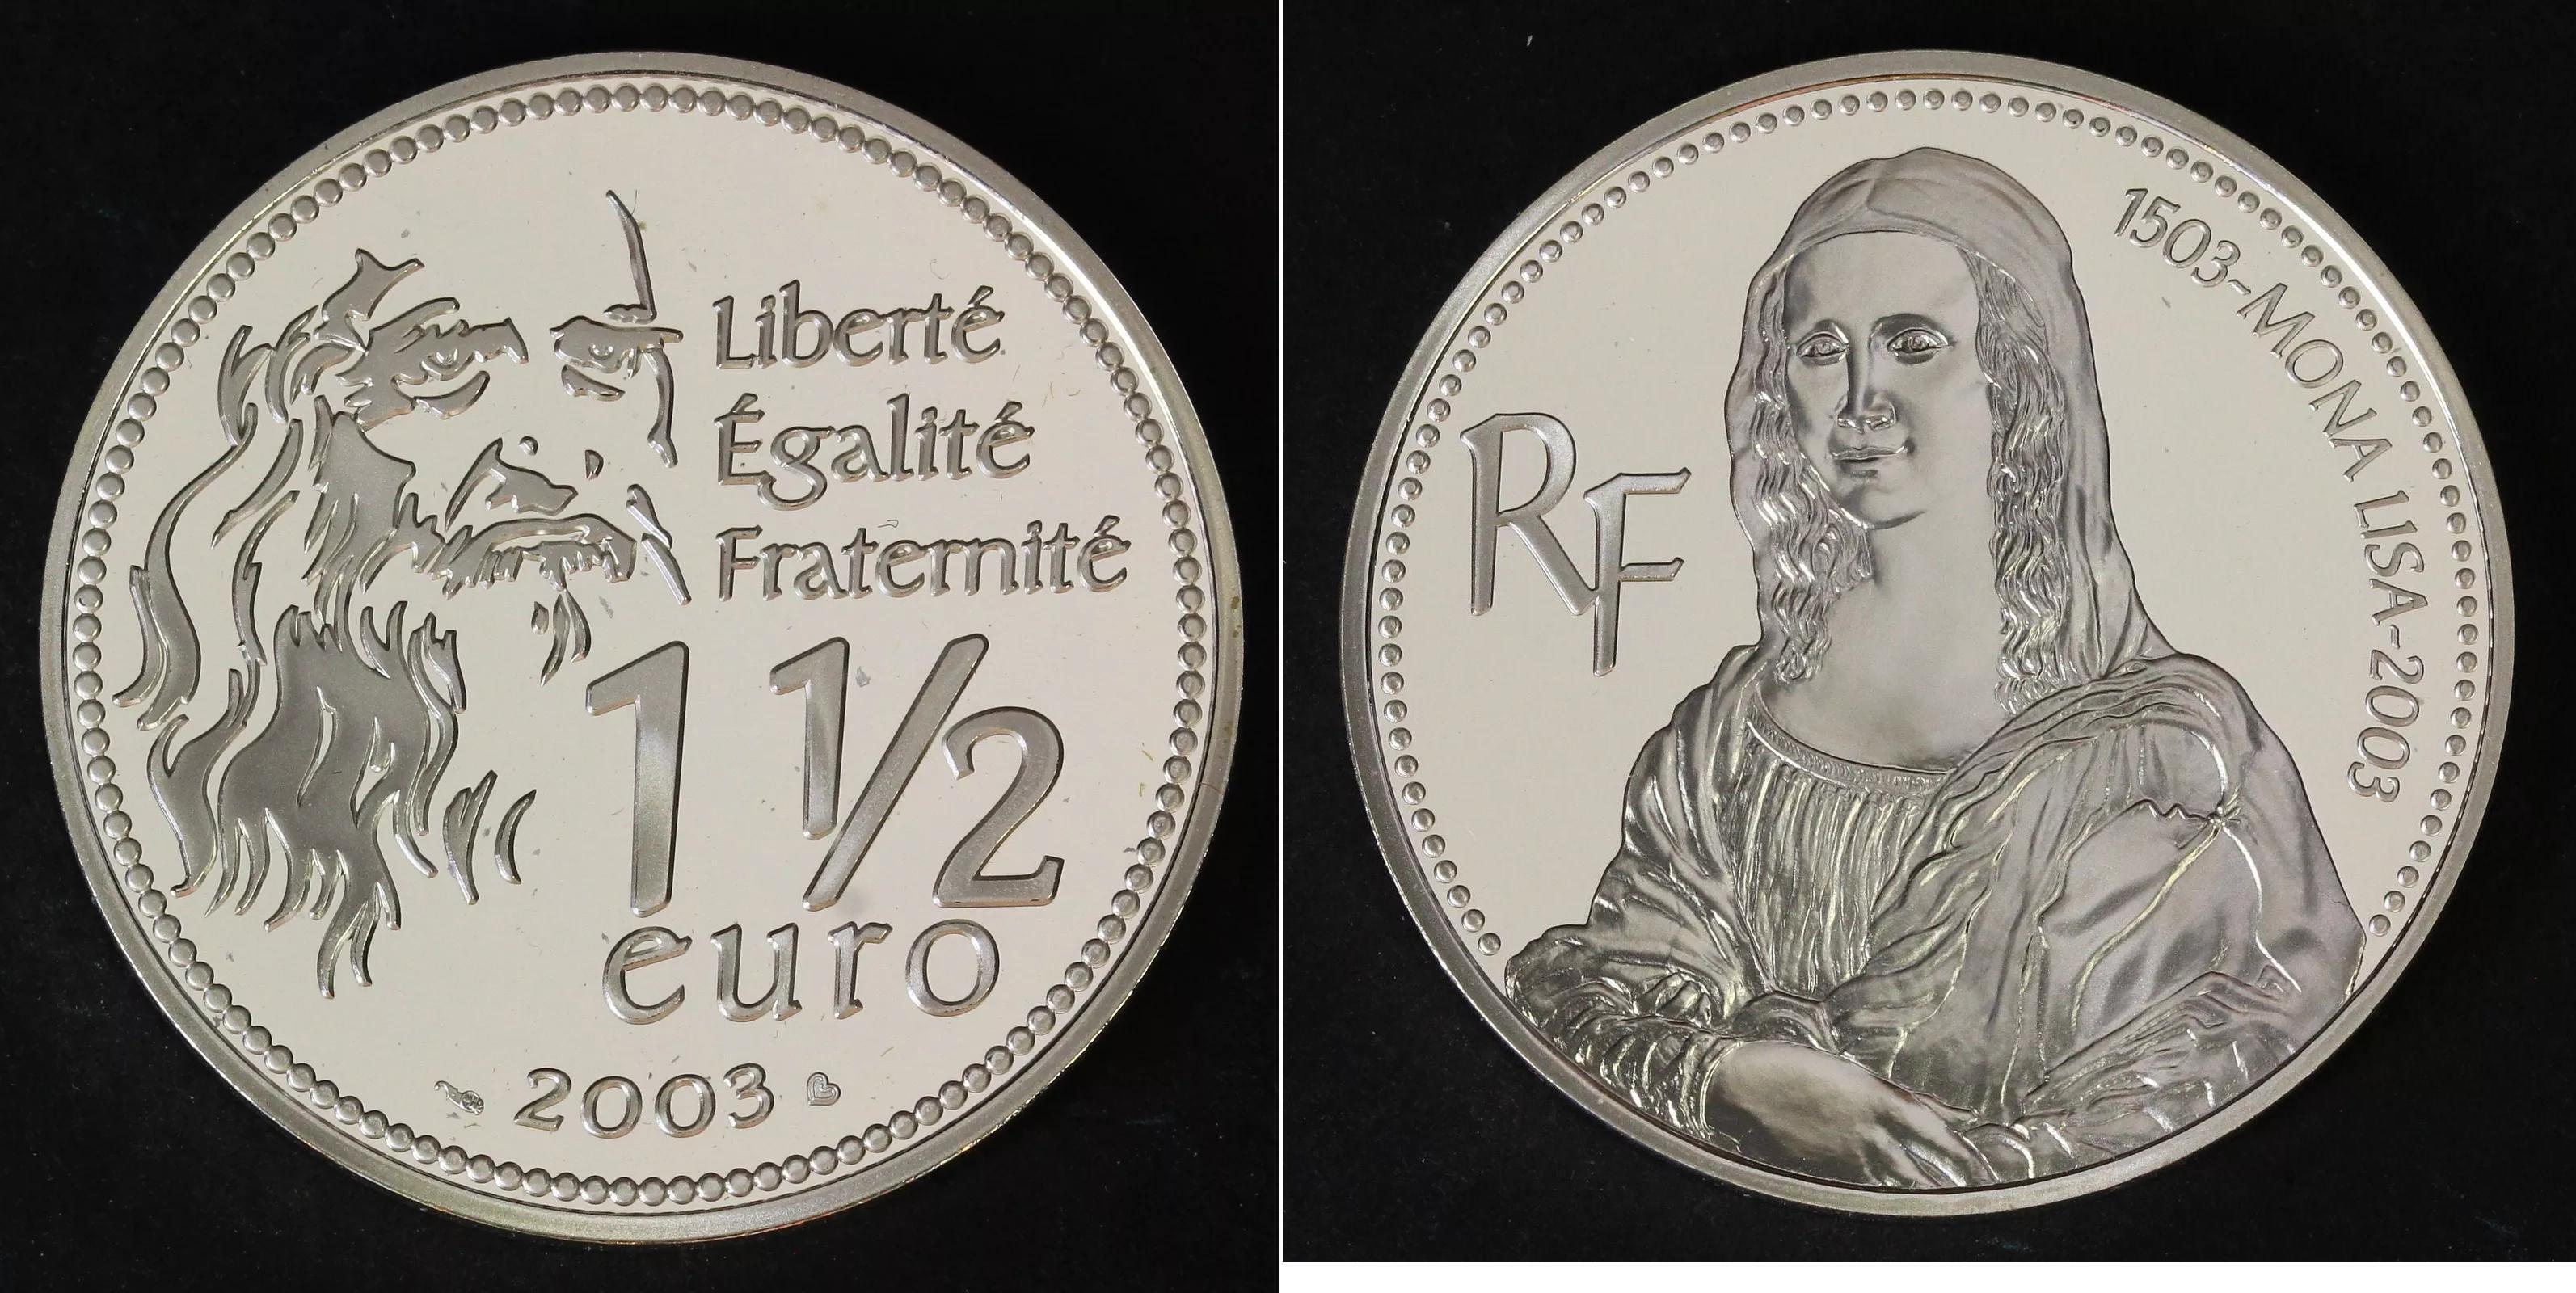 Liberté
Égalité
Fraternité
1 1/2
euro
2003
RF
1503-MONA LISA-2003